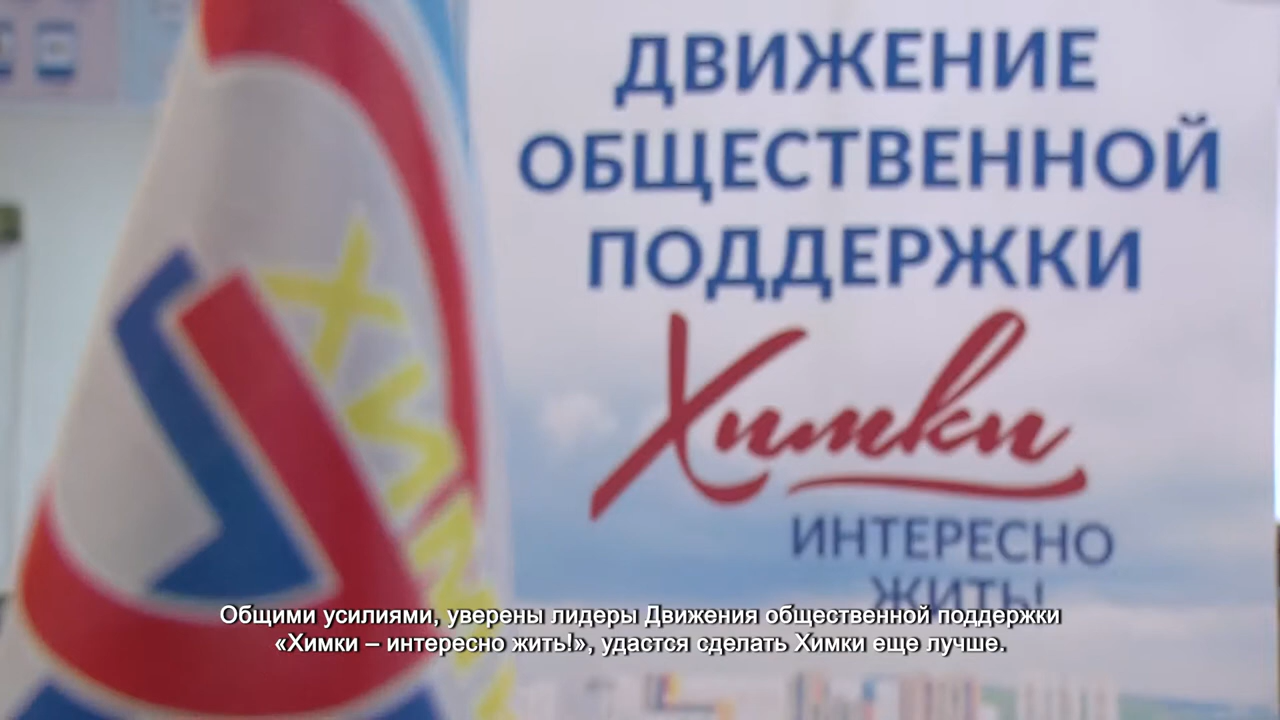 ДВИЖЕНИЕ
ОБЩЕСТВЕННОЙ
ПОДДЕРЖКИ
Химки
ИНТЕРЕСНО
ЖИТЬ!
ХИМК
Общими усилиями, уверены лидеры Движения общественной поддержки
«Химки – интересно жить!», удастся сделать Химки еще лучше.